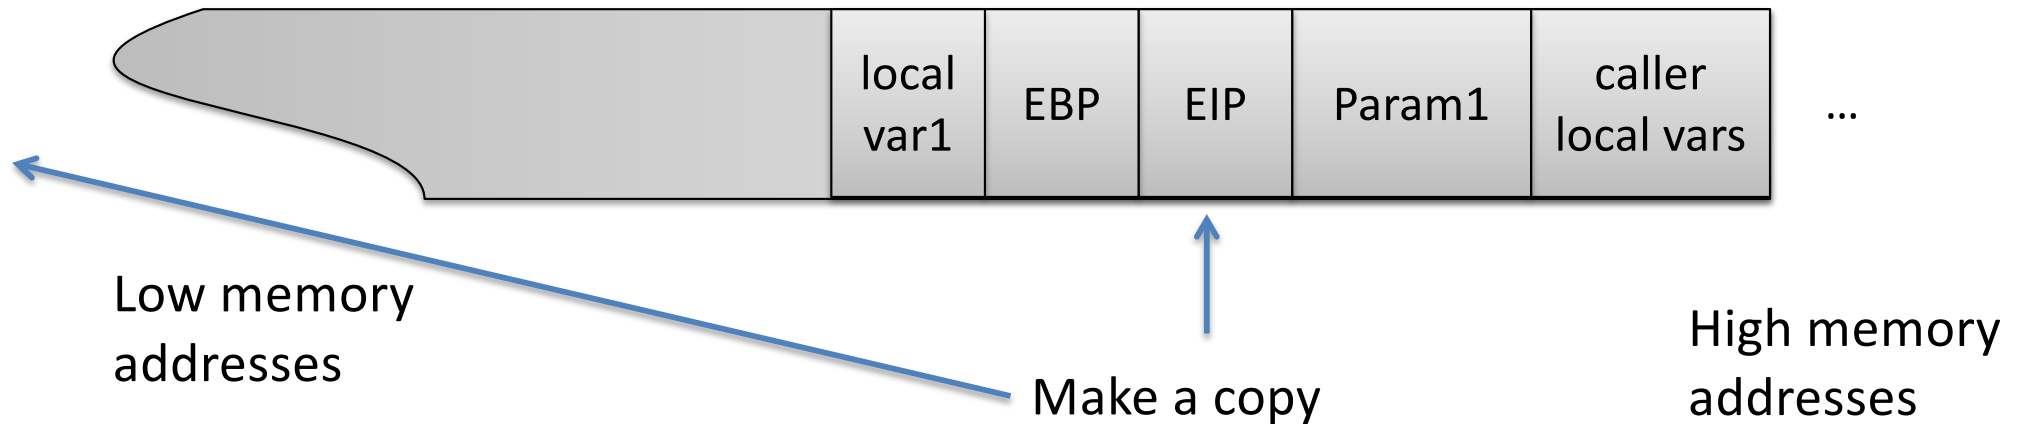 local
var1
EBP
EIP
Param1
caller
local vars
...
Low memory
addresses
High memory
addresses
Make a copy